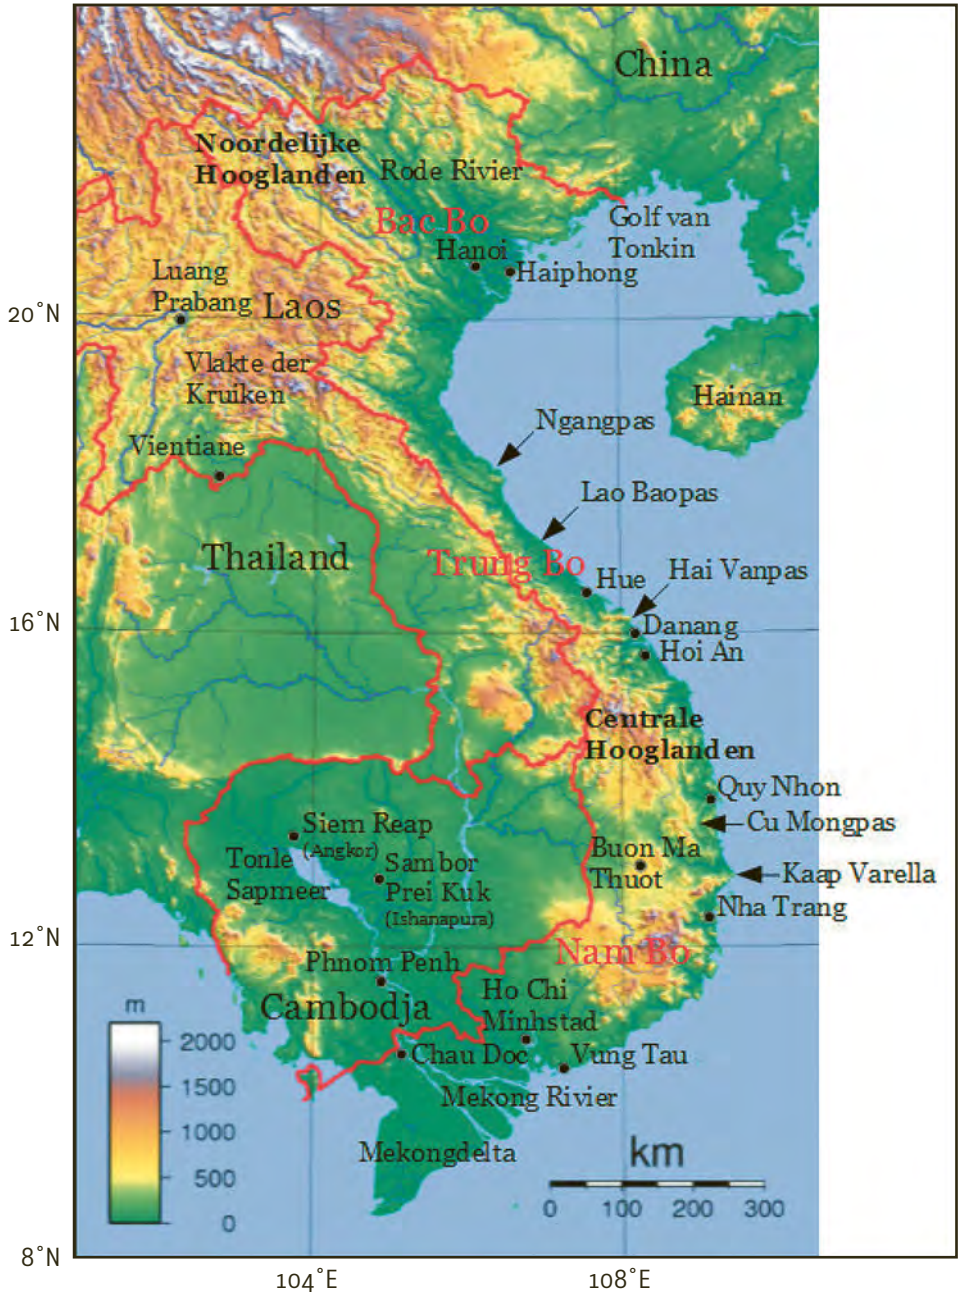 China
Noordelijke
Hooglanden
Rode Rivier
Bac Bo
Golf van
Tonkin
Hanoi
Haiphong
Luang
Prabang
Laos
20°N
Vlakte der
Kruiken
Hainan
Ngangpas
Vientiane
Lao Baopas
Thailand
Trung Bo
Hue
Hai Vanpas
16°N
Danang
Hoi An
Centrale
Hooglanden
Quy Nhon
Cu Mongpas
Siem Reap
(Angkor)
Tonle
Sapmeer
Sambor
Prei Kuk
(Ishanapura)
Buon Ma
Thuot
Kaap Varella
Nha Trang
12°N
Nam Bo
Phnom Penh
Cambodja
Ho Chi
Minhstad
Chau Doc
Vung Tau
Mekong Rivier
Mekongdelta
m
2000
1500
1000
500
0
km
0 100 200 300
8°N
104°E 108°E